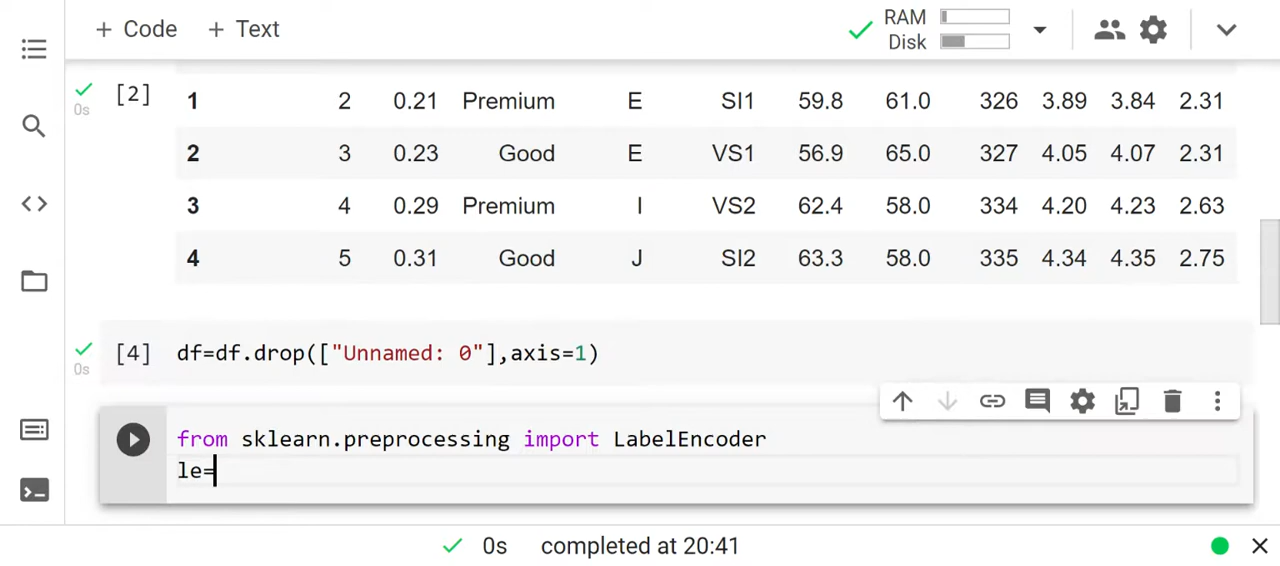 + Code + Text RAM
Disk
[2] 0s
1 2 0.21 Premium E SI1 59.8 61.0 326 3.89 3.84 2.31
2 3 0.23 Good E VS1 56.9 65.0 327 4.05 4.07 2.31
3 4 0.29 Premium I VS2 62.4 58.0 334 4.20 4.23 2.63
4 5 0.31 Good J SI2 63.3 58.0 335 4.34 4.35 2.75
[4] df=df.drop(["Unnamed: 0"],axis=1)
0s
from sklearn.preprocessing import LabelEncoder
le=
0s completed at 20:41